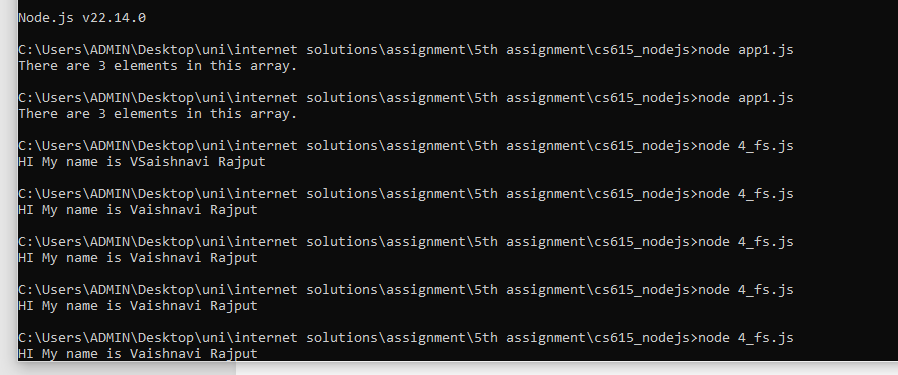 Node.js v22.14.0
C:\Users\ADMIN\Desktop\uni\internet solutions\assignment\5th assignment\cs615_nodejs>node app1.js
There are 3 elements in this array.
C:\Users\ADMIN\Desktop\uni\internet solutions\assignment\5th assignment\cs615_nodejs>node app1.js
There are 3 elements in this array.
C:\Users\ADMIN\Desktop\uni\internet solutions\assignment\5th assignment\cs615_nodejs>node 4_fs.js
HI My name is VSaishnavi Rajput
C:\Users\ADMIN\Desktop\uni\internet solutions\assignment\5th assignment\cs615_nodejs>node 4_fs.js
HI My name is Vaishnavi Rajput
C:\Users\ADMIN\Desktop\uni\internet solutions\assignment\5th assignment\cs615_nodejs>node 4_fs.js
HI My name is Vaishnavi Rajput
C:\Users\ADMIN\Desktop\uni\internet solutions\assignment\5th assignment\cs615_nodejs>node 4_fs.js
HI My name is Vaishnavi Rajput
C:\Users\ADMIN\Desktop\uni\internet solutions\assignment\5th assignment\cs615_nodejs>node 4_fs.js
HI My name is Vaishnavi Rajput